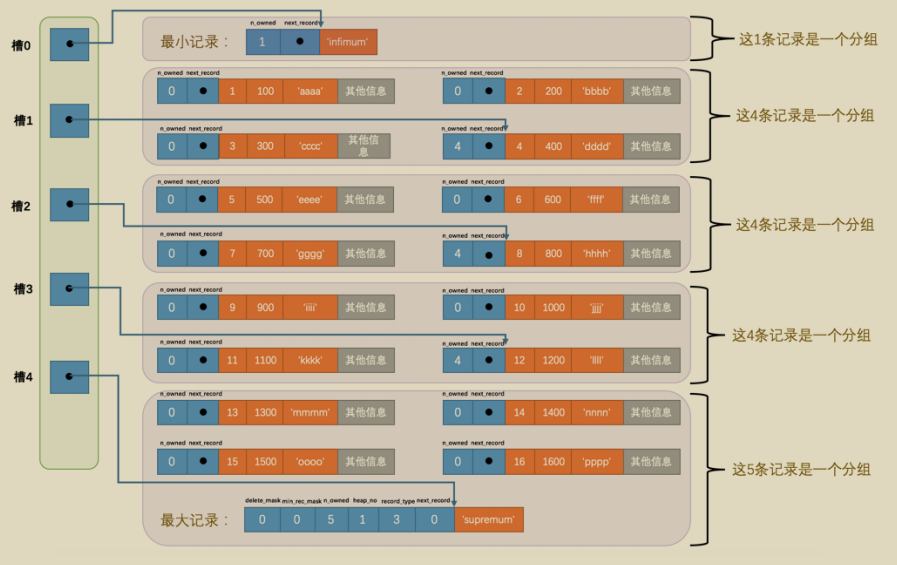 槽0
n_owned next_record
最小记录： 1 'infimum'
这1条记录是一个分组
n_owned next_record n_owned next_record
0 1 100 'aaaa' 其他信息 0 2 200 'bbbb' 其他信息
槽1
这4条记录是一个分组
n_owned next_record n_owned next_record
0 3 300 'cccc' 其他信
息
4 4 400 'dddd' 其他信息
n_owned next_record n_owned next_record
0 5 500 'eeee' 其他信息 0 6 600 'ffff' 其他信息
槽2
这4条记录是一个分组
n_owned next_record n_owned next_record
0 7 700 'gggg' 其他信息 4 8 800 'hhhh' 其他信息
槽3
n_owned next_record n_owned next_record
0 9 900 'iiii' 其他信息 0 10 1000 'jjjj' 其他信息
这4条记录是一个分组
n_owned next_record n_owned next_record
0 11 1100 'kkkk' 其他信息 4 12 1200 'llll' 其他信息
槽4
n_owned next_record n_owned next_record
0 13 1300 'mmmm' 其他信息 0 14 1400 'nnnn' 其他信息
n_owned next_record n_owned next_record
0 15 1500 'oooo' 其他信息 0 16 1600 'pppp' 其他信息
这5条记录是一个分组
delete_mask min_rec_mask n_owned heap_no record_type next_record
最大记录： 0 0 5 1 3 0 'supremum'